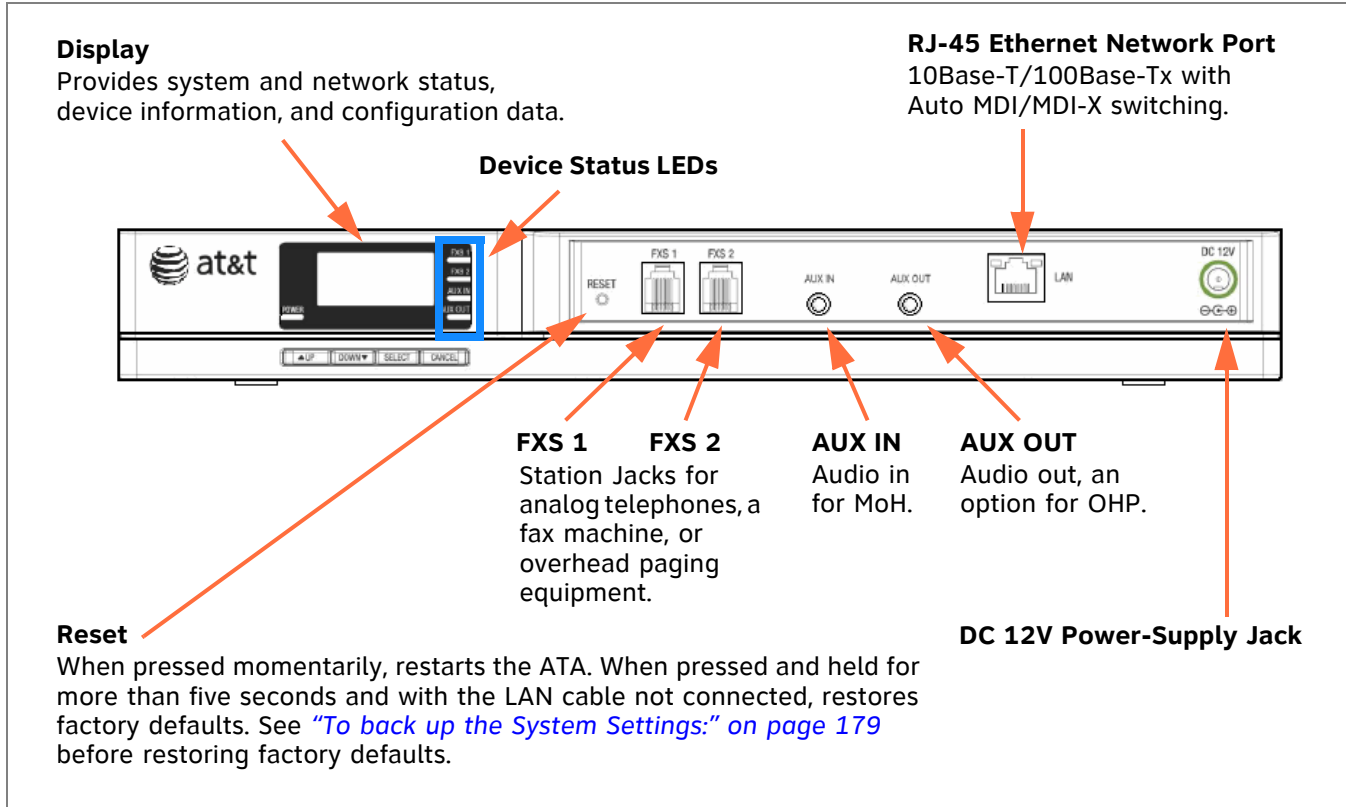 Display
Provides system and network status,
device information, and configuration data.
RJ-45 Ethernet Network Port
10Base-T/100Base-Tx with
Auto MDI/MDI-X switching.
Device Status LEDs
at&t
POWER
FXS 1
FXS 2
AUX IN
AUX OUT
▲UP DOWN▼ SELECT CANCEL
RESET
FXS 1
FXS 2
AUX IN
AUX OUT
LAN
DC 12V
FXS 1
FXS 2
Station Jacks for
analog telephones, a
fax machine, or
overhead paging
equipment.
AUX IN
Audio in
for MoH.
AUX OUT
Audio out, an
option for OHP.
Reset
When pressed momentarily, restarts the ATA. When pressed and held for
more than five seconds and with the LAN cable not connected, restores
factory defaults. See “To back up the System Settings:” on page 179
before restoring factory defaults.
DC 12V Power-Supply Jack